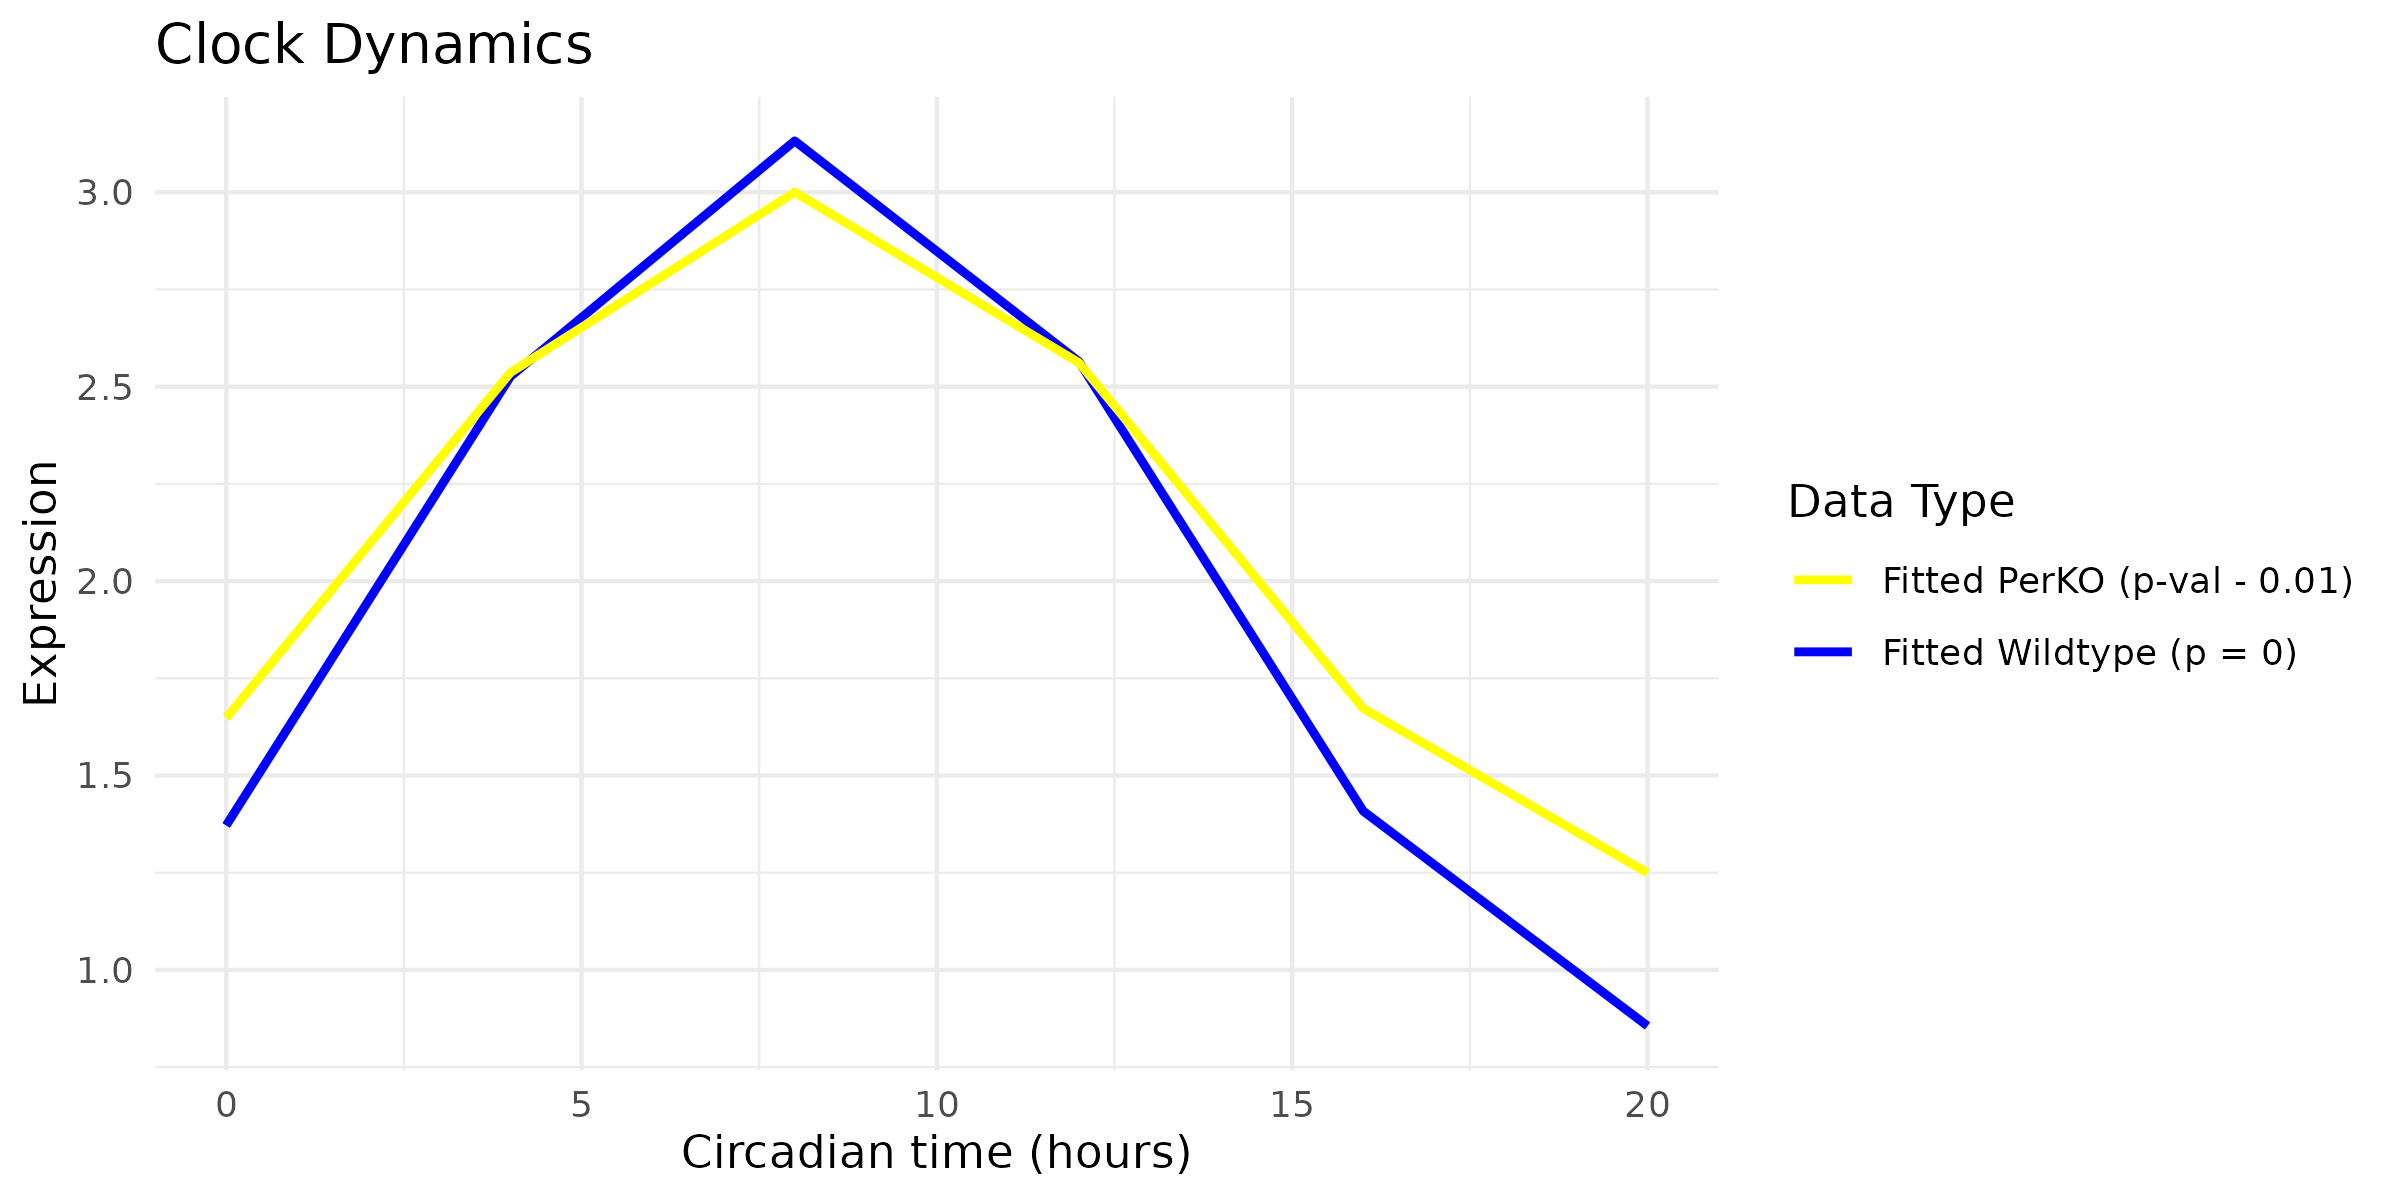 Clock Dynamics
Expression
3.0
2.5
2.0
1.5
1.0
0 5 10 15 20
Circadian time (hours)
Data Type
Fitted PerKO (p-val - 0.01)
Fitted Wildtype (p = 0)